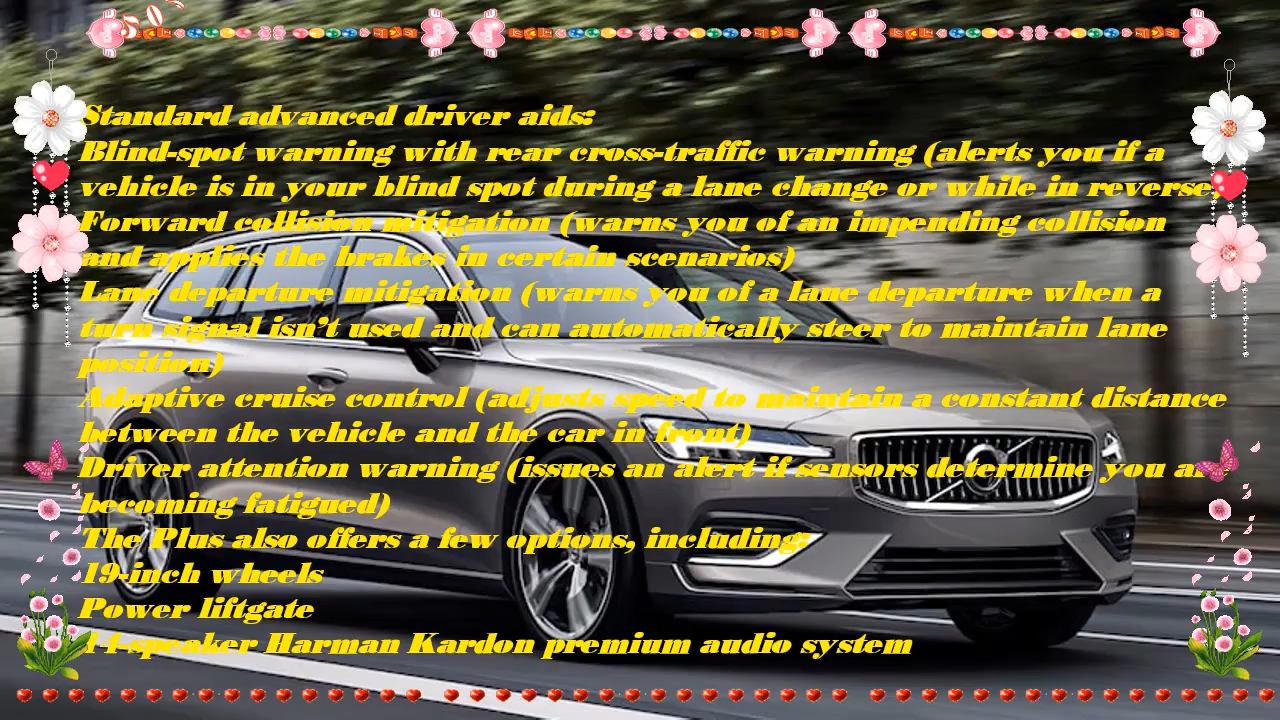 Standard advanced driver aids:
Blind-spot warning with rear cross-traffic warning (alerts you if a
vehicle is in your blind spot during a lane change or while in reverse
Forward collision mitigation (warns you of an impending collision
and applies the brakes in certain scenarios)
Lane departure mitigation (warns you of a lane departure when a
turn signal isn’t used and can automatically steer to maintain lane
position)
Adaptive cruise control (adjusts speed to maintain a constant distance
between the vehicle and the car in front)
Driver attention warning (issues an alert if sensors determine you are
becoming fatigued)
The Plus also offers a few options, including:
19-inch wheels
Power liftgate
14-speaker Harman Kardon premium audio system